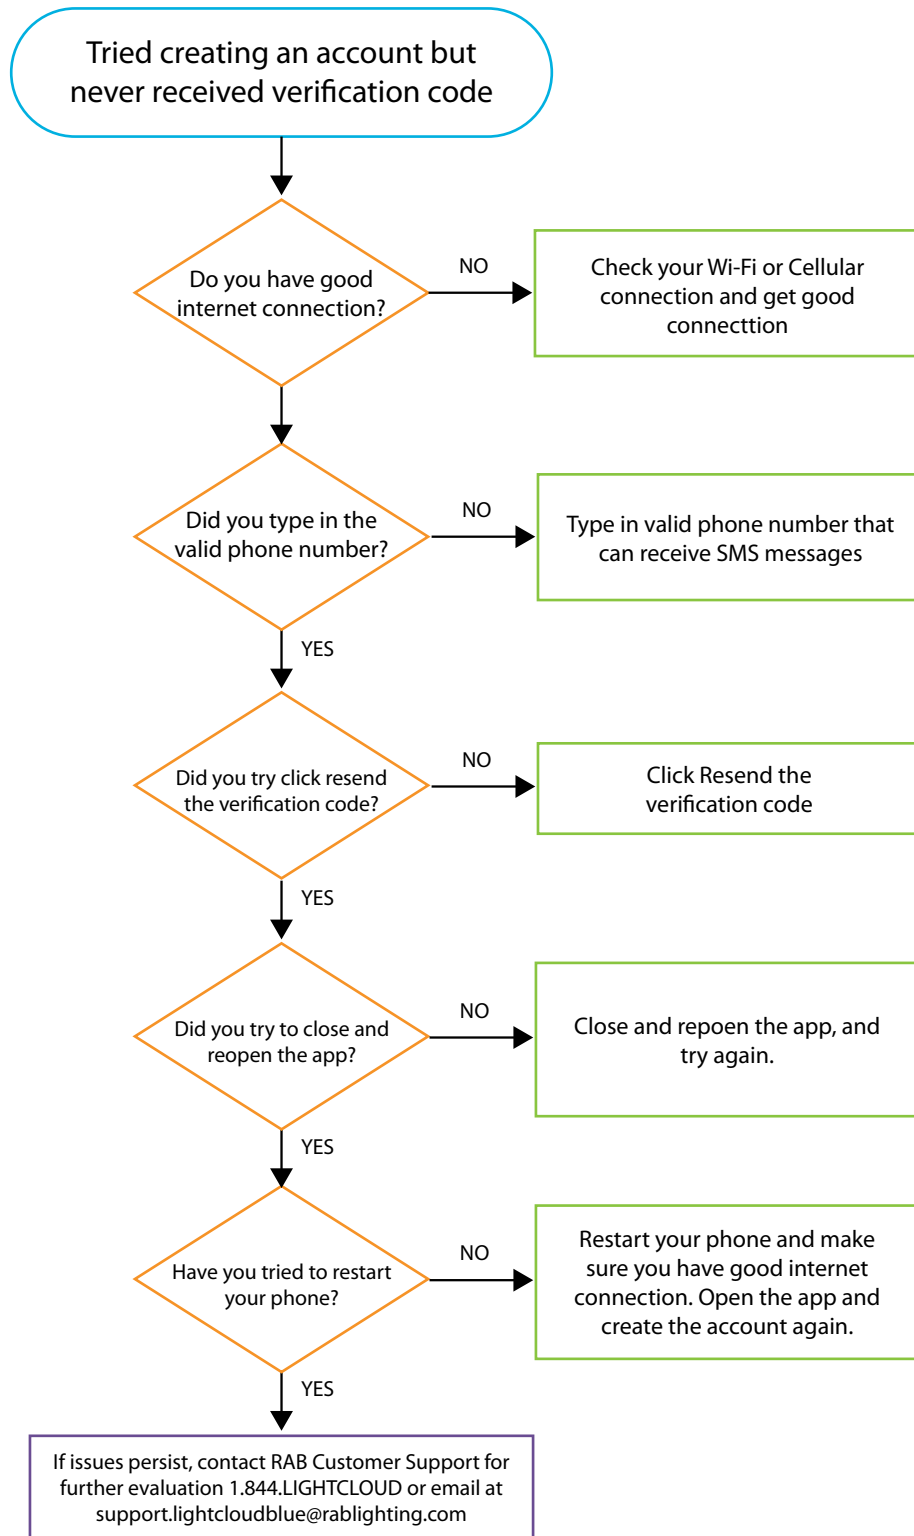 Tried creating an account but
never received verification code
Do you have good
internet connection?
NO
Check your Wi-Fi or Cellular
connection and get good
connecttion
Did you type in the
valid phone number?
NO
Type in valid phone number that
can receive SMS messages
YES
Did you try click resend
the verification code?
NO
Click Resend the
verification code
YES
Did you try to close and
reopen the app?
NO
Close and repoen the app, and
try again.
YES
Have you tried to restart
your phone?
NO
Restart your phone and make
sure you have good internet
connection. Open the app and
create the account again.
YES
If issues persist, contact RAB Customer Support for
further evaluation 1.844.LIGHTCLOUD or email at
support.lightcloudblue@rablighting.com